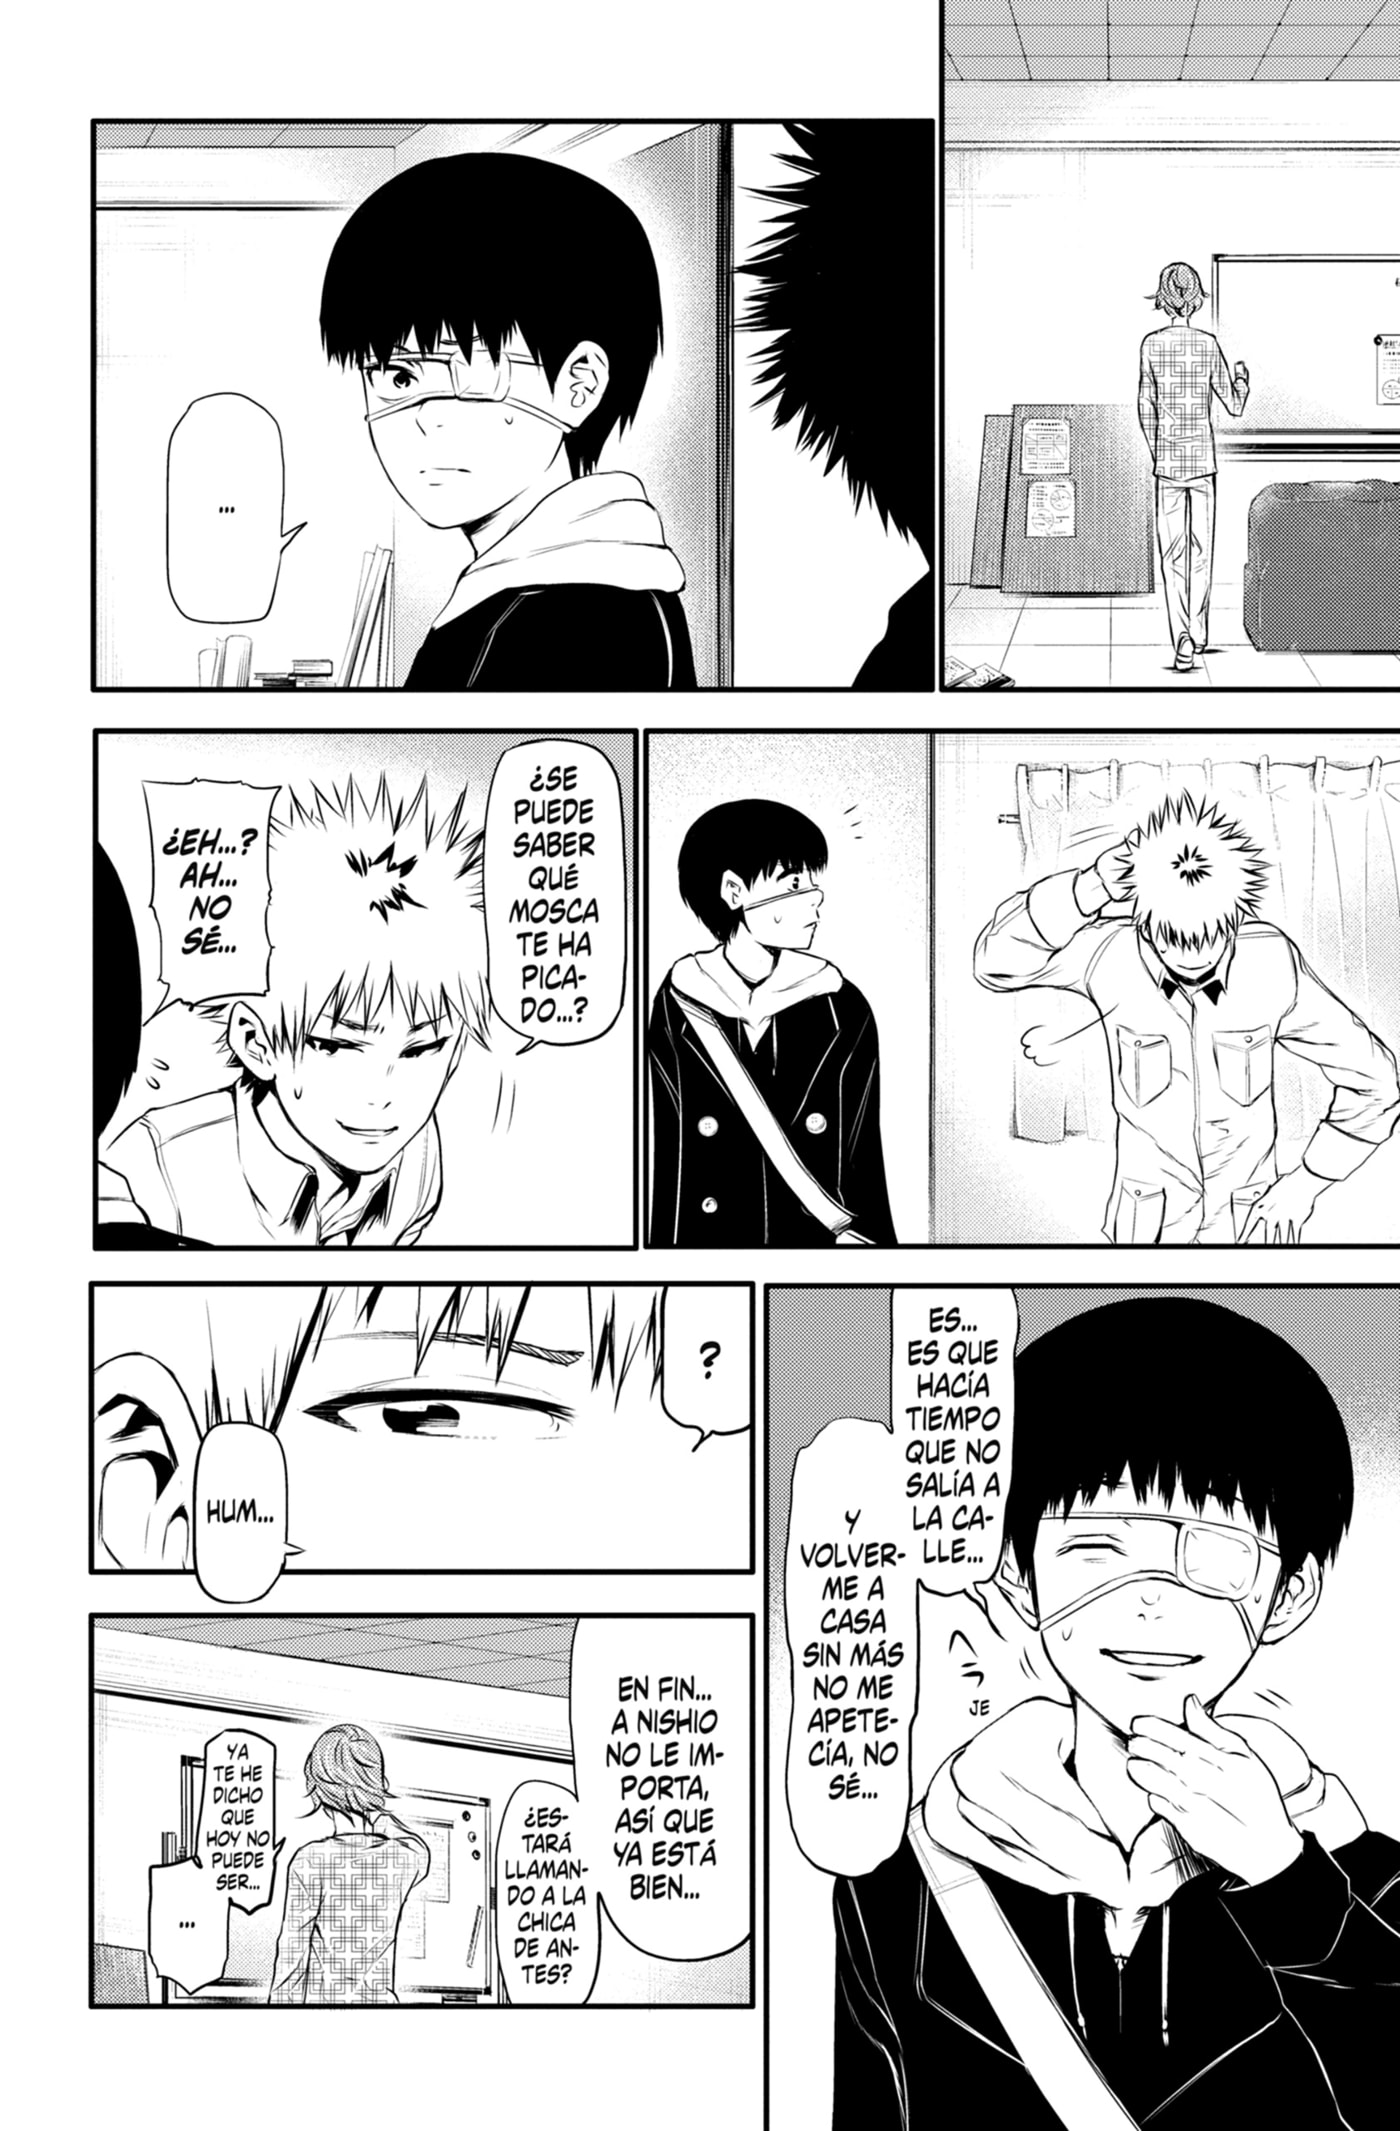 ...
¿SE
PUEDE
SABER
QUÉ
MOSCA
TE HA
PICA-
DO...?
¿EH...?
AH...
NO
SÉ...
ES...
ES QUE
HACÍA
TIEMPO
QUE NO
SALÍA A
LA CA-
LLE...
Y
VOLVER-
ME A
CASA
SIN MÁS
NO ME
APETE-
CÍA, NO
SÉ...
JE
?
HUM...
EN FIN...
A NISHIO
NO LE IM-
PORTA,
ASÍ QUE
YA ESTÁ
BIEN...
¿ES-
TARÁ
LLAMAN-
DO A LA
CHICA
DE AN-
TES?
YA
TE HE
DICHO
QUE
HOY NO
PUEDE
SER...
...